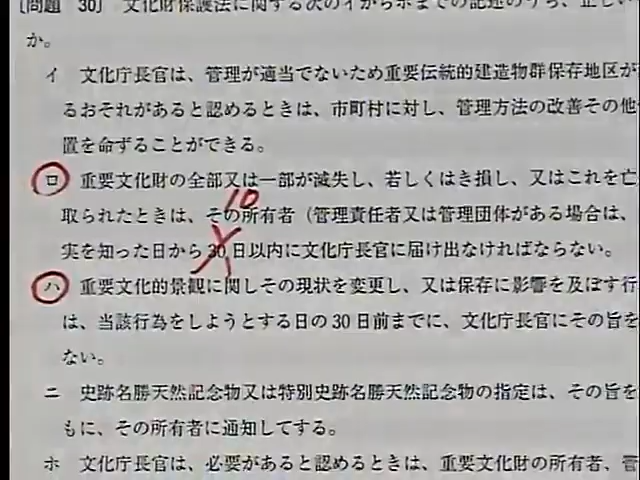 [問題 30] 文化財保護法に関する次のイからホまでの記述のうち、正しい
か。
イ 文化庁長官は、管理が適当でないため重要伝統的建造物群保存地区が
るおそれがあると認めるときは、市町村に対し、管理方法の改善その他
置を命ずることができる。
ロ 重要文化財の全部又は一部が滅失し、若しくはき損し、又はこれを亡
10
取られたときは、その所有者（管理責任者又は管理団体がある場合は、
実を知った日から30日以内に文化庁長官に届け出なければならない。
ハ 重要文化的景観に関しその現状を変更し、又は保存に影響を及ぼす行
は、当該行為をしようとする日の30日前までに、文化庁長官にその旨を
ない。
ニ 史跡名勝天然記念物又は特別史跡名勝天然記念物の指定は、その旨を
もに、その所有者に通知してする。
ホ 文化庁長官は、必要があると認めるときは、重要文化財の所有者、管